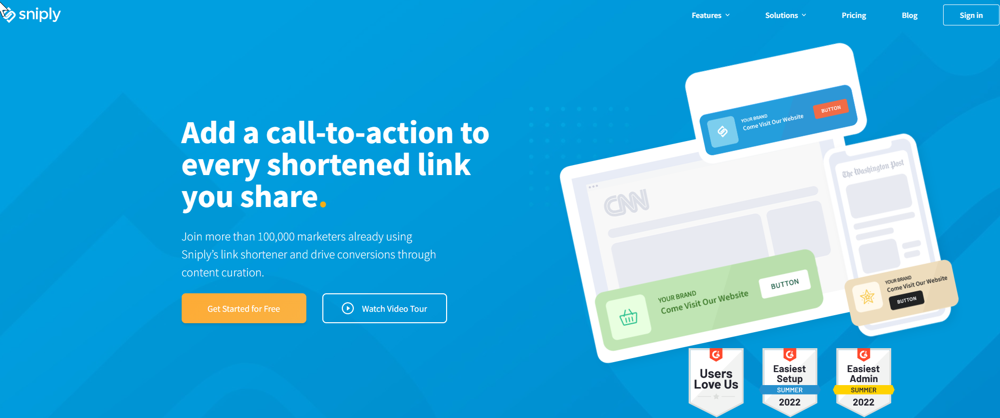 sniply
Features
Solutions
Pricing
Blog
Sign in
Add a call-to-action to
every shortened link
you share.
Join more than 100,000 marketers already using
Sniply’s link shortener and drive conversions through
content curation.
Get Started for Free
Watch Video Tour
YOUR BRAND
Come Visit Our Website
BUTTON
CNN
The Washington Post
YOUR BRAND
Come Visit Our Website
BUTTON
YOUR BRAND
Come Visit Our Website
BUTTON
G2
Users
Love Us
G2
Easiest
Setup
SUMMER
2022
G2
Easiest
Admin
SUMMER
2022